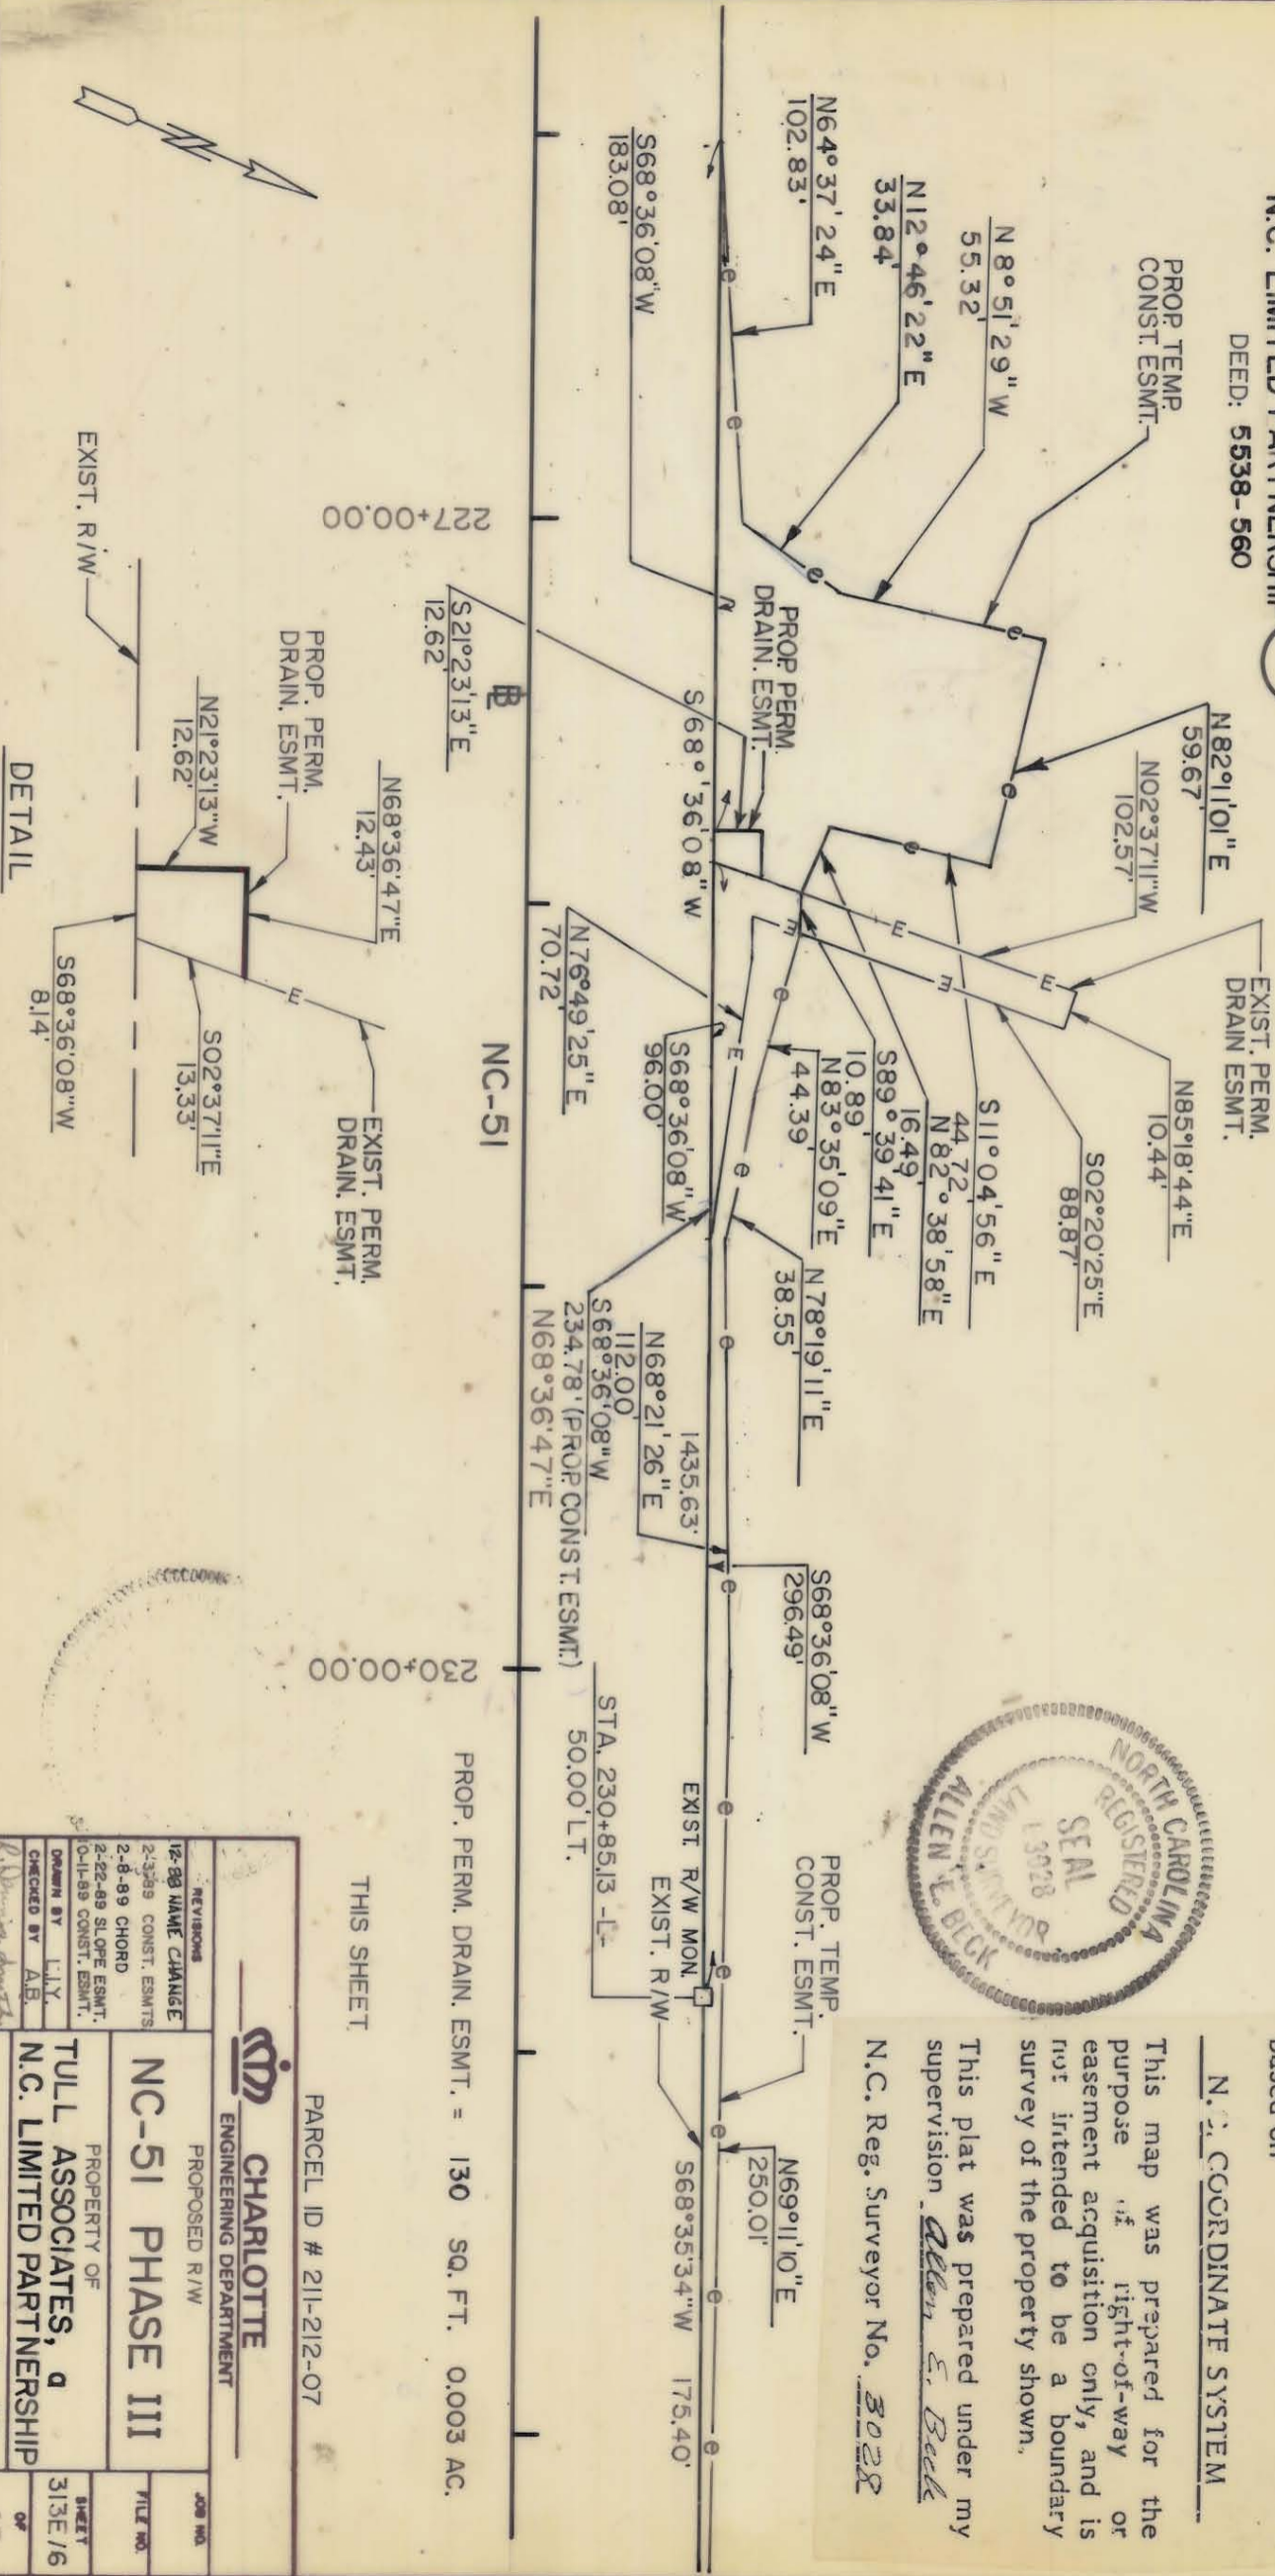 DEED: 5538-560
PROP. TEMP.
CONST. ESMT.
N8°51'29"W
55.32'
N12°46'22"E
33.84'
N64°37'24"E
102.83'
S68°36'08"W
183.08'
N82°11'01"E
59.67'
N02°37'11"W
102.57'
EXIST. PERM.
DRAIN ESMT.
N85°18'44"E
10.44'
S02°20'25"E
88.87'
S11°04'56"E
44.72'
N82°38'58"E
16.49'
S89°39'41"E
10.89'
N83°35'09"E
44.39'
N78°19'11"E
38.55'
PROP. PERM.
DRAIN. ESMT.
S68°36'08"W
S68°36'08"W
96.00'
N76°49'25"E
70.72'
S21°23'13"E
12.62'
227+00.00
BL
NC-51
1435.63'
N68°21'26"E
112.00'
S68°36'08"W
234.78' (PROP. CONST. ESMT.)
N68°36'47"E
S68°36'08"W
296.49'
230+00.00
STA. 230+85.13 -L-
50.00' LT.
EXIST. R/W MON.
EXIST. R/W
PROP. TEMP.
CONST. ESMT.
N69°11'10"E
250.01'
S68°35'34"W 175.40'
e
E
PROP. PERM.
DRAIN. ESMT.
N68°36'47"E
12.43'
N21°23'13"W
12.62'
EXIST. R/W
EXIST. PERM.
DRAIN. ESMT.
S02°37'11"E
13.33'
S68°36'08"W
8.14'
DETAIL
NORTH CAROLINA
REGISTERED
SEAL
L 3028
LAND SURVEYOR
ALLEN E. BECK
N.C. COORDINATE SYSTEM
This map was prepared for the
purpose of right-of-way or
easement acquisition only, and is
not intended to be a boundary
survey of the property shown.
This plat was prepared under my
supervision. Allen E. Beck
N.C. Reg. Surveyor No. 3028
PROP. PERM. DRAIN. ESMT. = 130 SQ. FT. 0.003 AC.
THIS SHEET
PARCEL ID # 211-212-07
CHARLOTTE
ENGINEERING DEPARTMENT
REVISIONS
12-88 NAME CHANGE
2-3-89 CONST. ESMTS.
2-8-89 CHORD
2-22-89 SLOPE ESMT.
10-11-89 CONST. ESMT.
DRAWN BY L.I.Y.
CHECKED BY A.B.
PROPOSED R/W
NC-51 PHASE III
PROPERTY OF
TULL ASSOCIATES, a
N.C. LIMITED PARTNERSHIP
JOB NO.
FILE NO.
SHEET
313E/6
OF